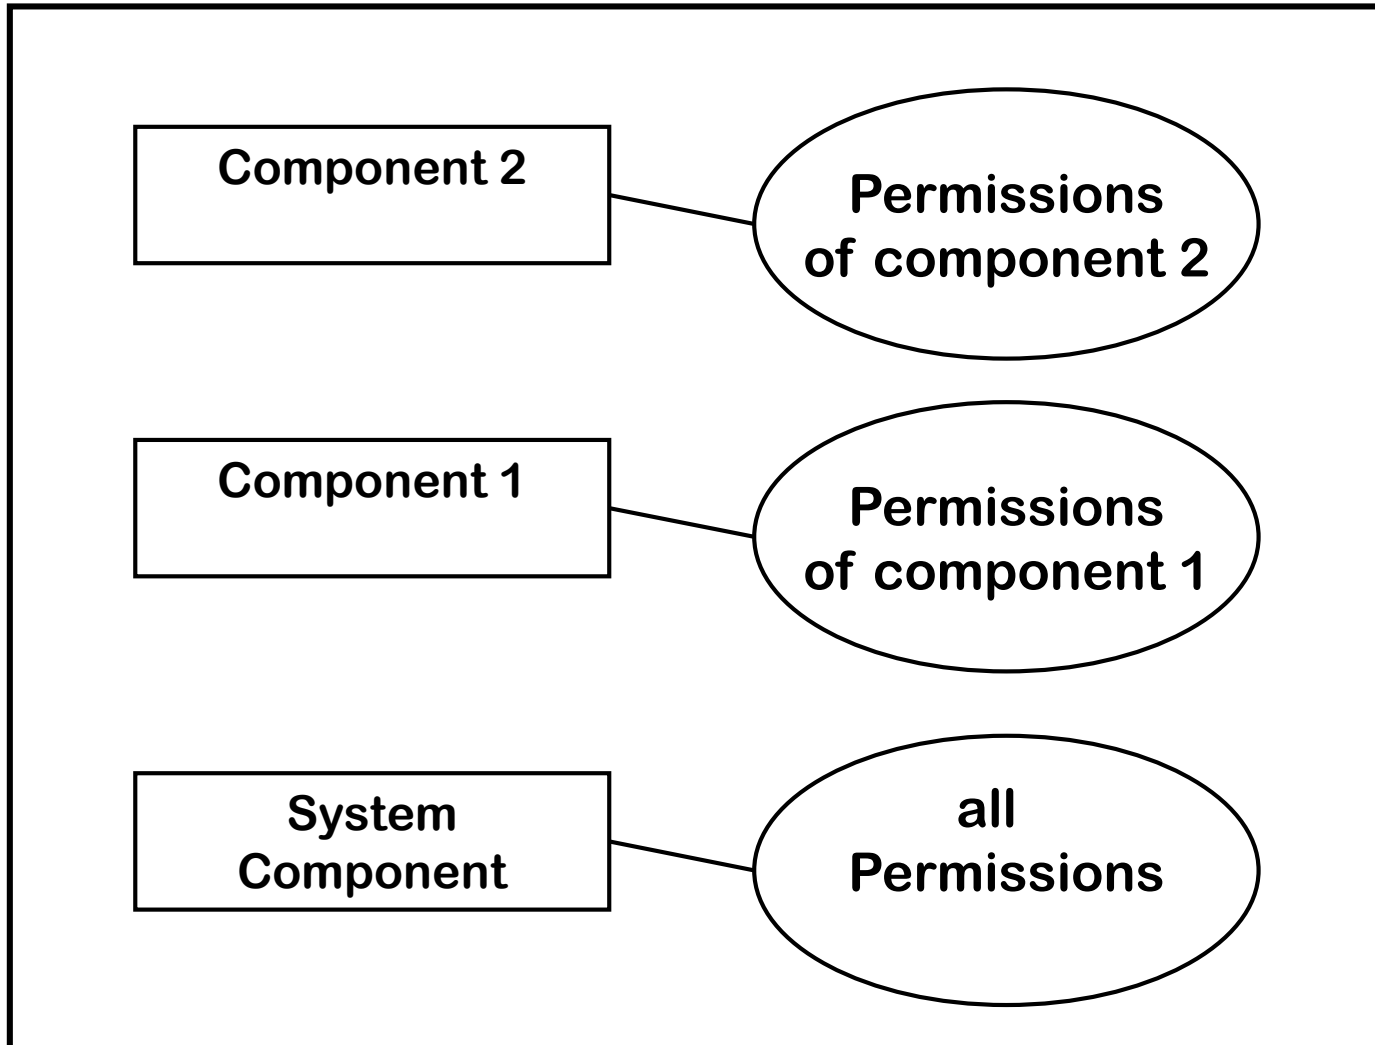 Component 2
Permissions
of component 2
Component 1
Permissions
of component 1
System
Component
all
Permissions